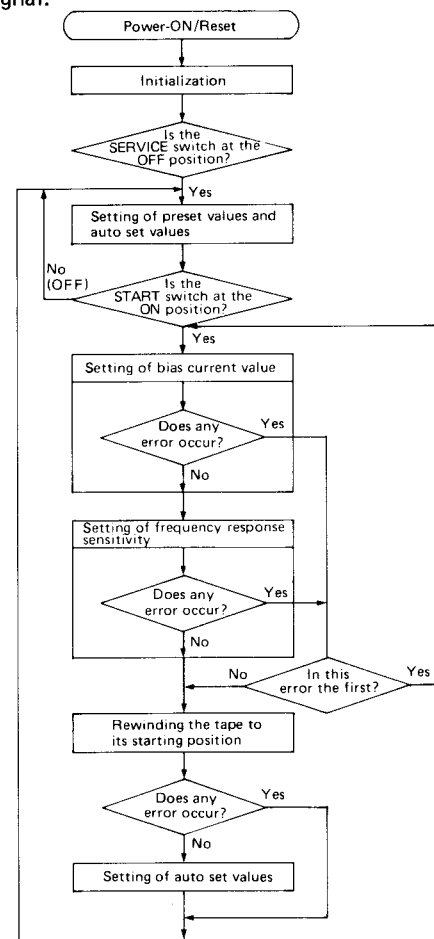 gnal.
Power-ON/Reset
Initialization
Is the
SERVICE switch at the
OFF position?
Yes
Setting of preset values and
auto set values
No
(OFF)
Is the
START switch at the
ON position?
Yes
Setting of bias current value
Does any
error occur?
Yes
No
Setting of frequency response
sensitivity
Does any
error occur?
Yes
No
No
In this
error the first?
Yes
Rewinding the tape to
its starting position
Does any
error occur?
Yes
No
Setting of auto set values